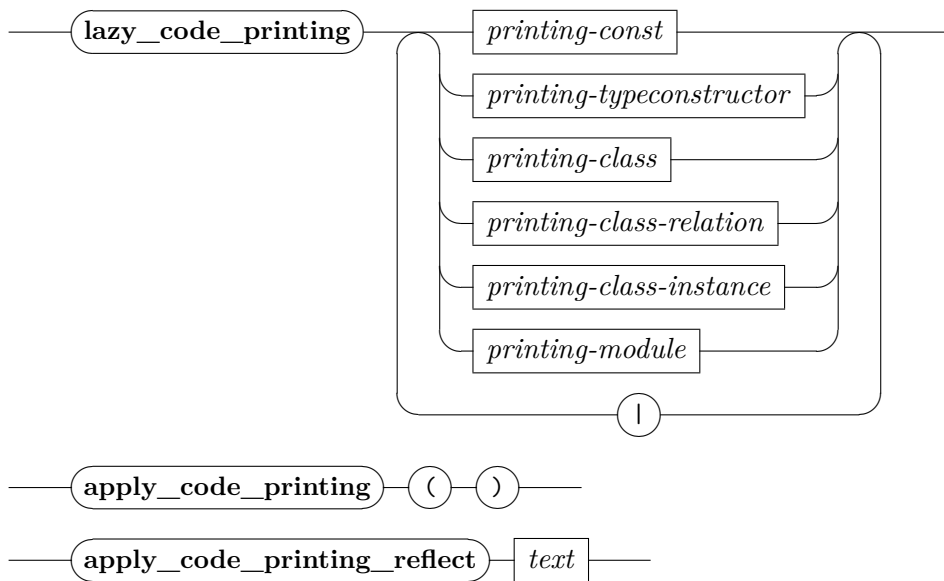 lazy_code_printing printing-const
printing-typeconstructor
printing-class
printing-class-relation
printing-class-instance
printing-module
|
apply_code_printing ( )
apply_code_printing_reflect text